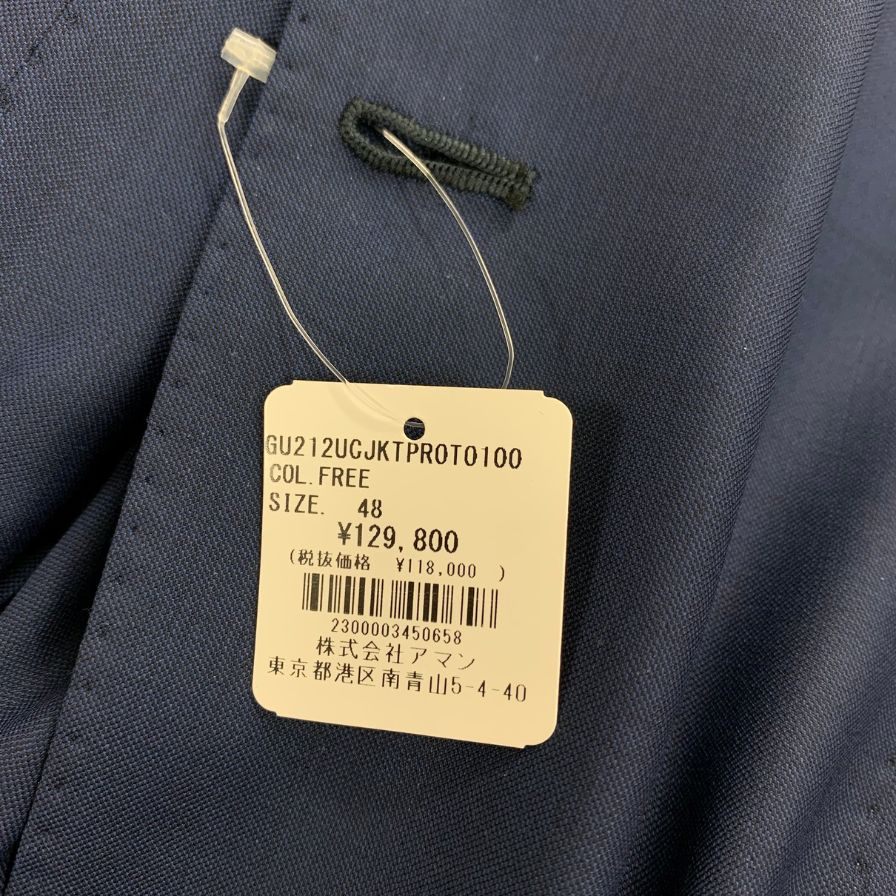 GU212UCJKTPROTO100
COL.FREE
SIZE. 48
¥129,800
(税抜価格 ¥118,000 )
2300003450658
株式会社アマン
東京都港区南青山5-4-40